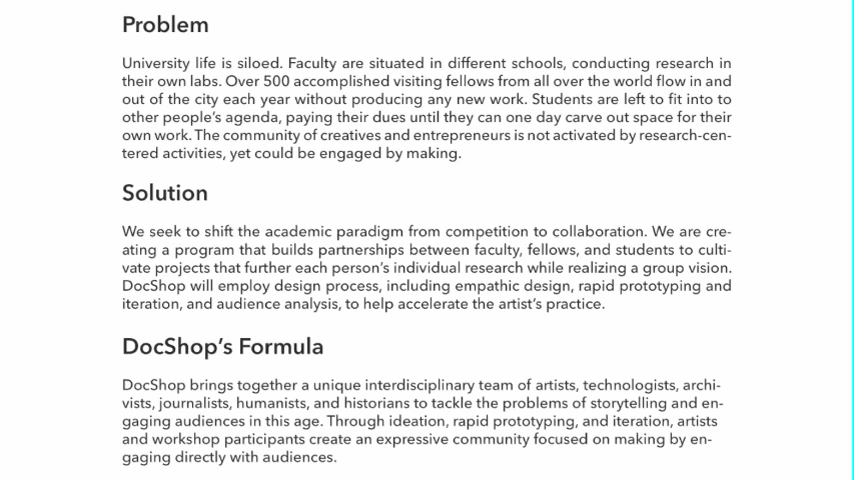 Problem
University life is siloed. Faculty are situated in different schools, conducting research in
their own labs. Over 500 accomplished visiting fellows from all over the world flow in and
out of the city each year without producing any new work. Students are left to fit into to
other people's agenda, paying their dues until they can one day carve out space for their
own work. The community of creatives and entrepreneurs is not activated by research-cen-
tered activities, yet could be engaged by making.
Solution
We seek to shift the academic paradigm from competition to collaboration. We are cre-
ating a program that builds partnerships between faculty, fellows, and students to culti-
vate projects that further each person's individual research while realizing a group vision.
DocShop will employ design process, including empathic design, rapid prototyping and
iteration, and audience analysis, to help accelerate the artist's practice.
DocShop's Formula
DocShop brings together a unique interdisciplinary team of artists, technologists, archi-
vists, journalists, humanists, and historians to tackle the problems of storytelling and en-
gaging audiences in this age. Through ideation, rapid prototyping, and iteration, artists
and workshop participants create an expressive community focused on making by en-
gaging directly with audiences.